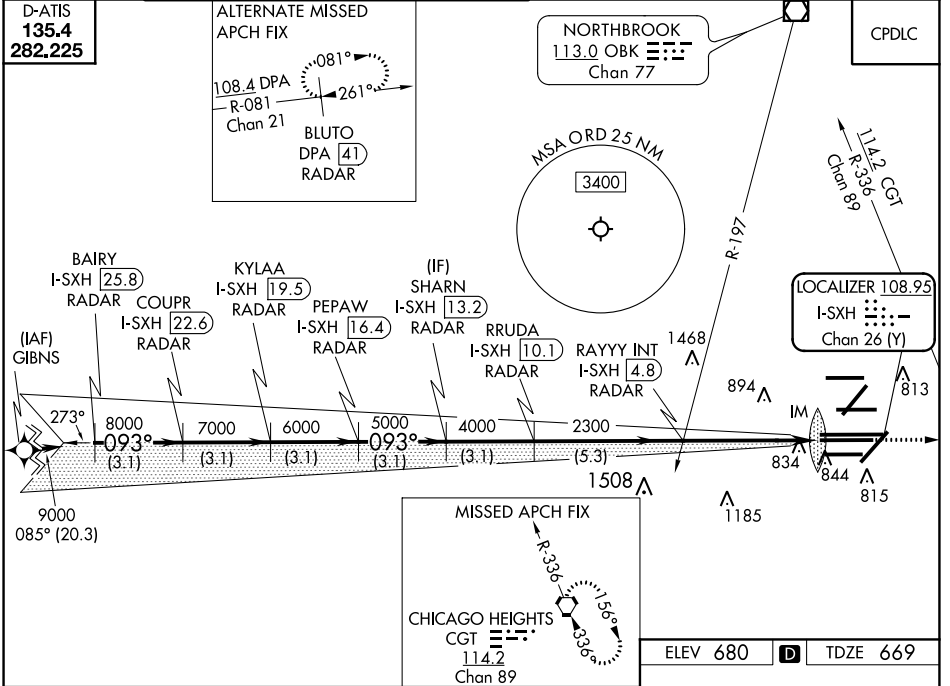 D-ATIS
135.4
282.225
ALTERNATE MISSED
APCH FIX
108.4 DPA
R-081
Chan 21
081°
261°
BLUTO
DPA 41
RADAR
NORTHBROOK
113.0 OBK
Chan 77
CPDLC
MSA ORD 25 NM
3400
R-197
114.2 CGT
R-336
Chan 89
BAIRY
I-SXH 25.8
RADAR
COUPR
I-SXH 22.6
RADAR
KYLAA
I-SXH 19.5
RADAR
PEPAW
I-SXH 16.4
RADAR
(IF)
SHARN
I-SXH 13.2
RADAR
RRUDA
I-SXH 10.1
RADAR
RAYYY INT
I-SXH 4.8
RADAR
LOCALIZER 108.95
I-SXH
Chan 26 (Y)
(IAF)
GIBNS
1468
894
813
IM
273°
8000
093°
(3.1)
7000
(3.1)
6000
(3.1)
5000
093°
(3.1)
4000
(3.1)
2300
(5.3)
834
844
815
1508
1185
9000
085° (20.3)
MISSED APCH FIX
R-336
156°
336°
CHICAGO HEIGHTS
CGT
114.2
Chan 89
ELEV 680 D TDZE 669